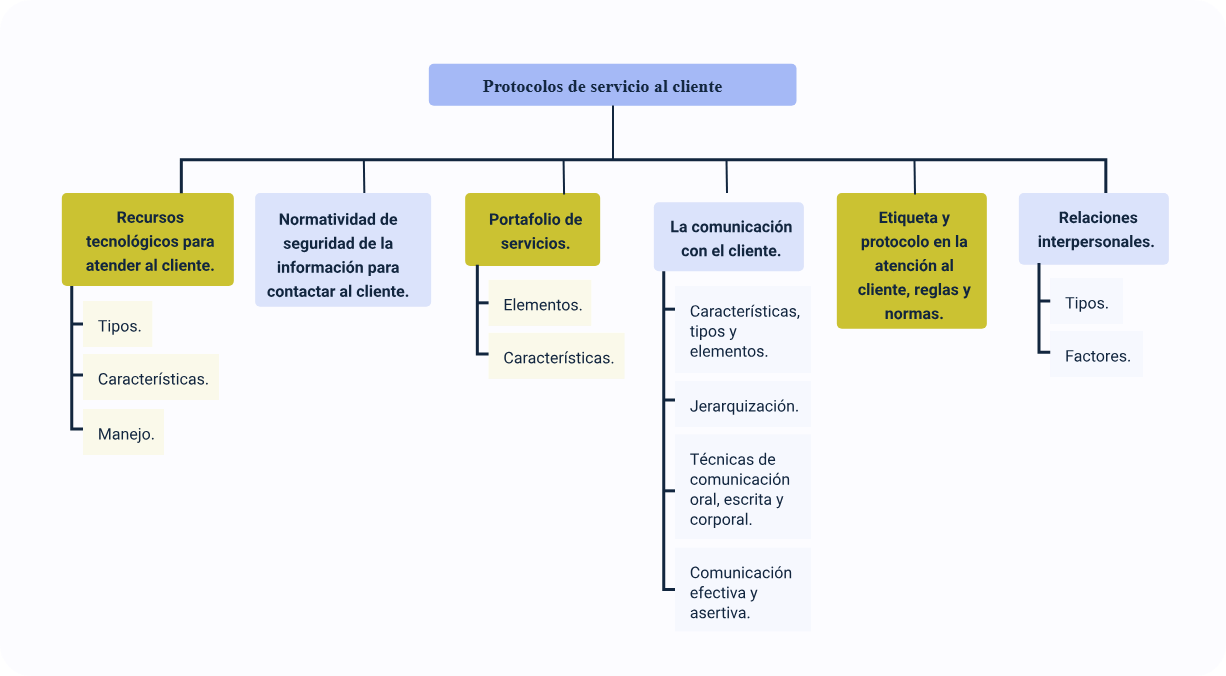 Protocolos de servicio al cliente
Recursos
tecnológicos para
atender al cliente.
Tipos.
Características.
Manejo.
Normatividad de
seguridad de la
información para
contactar al cliente.
Portafolio de
servicios.
Elementos.
Características.
La comunicación
con el cliente.
Características,
tipos y
elementos.
Jerarquización.
Técnicas de
comunicación
oral, escrita y
corporal.
Comunicación
efectiva y
asertiva.
Etiqueta y
protocolo en la
atención al
cliente, reglas y
normas.
Relaciones
interpersonales.
Tipos.
Factores.